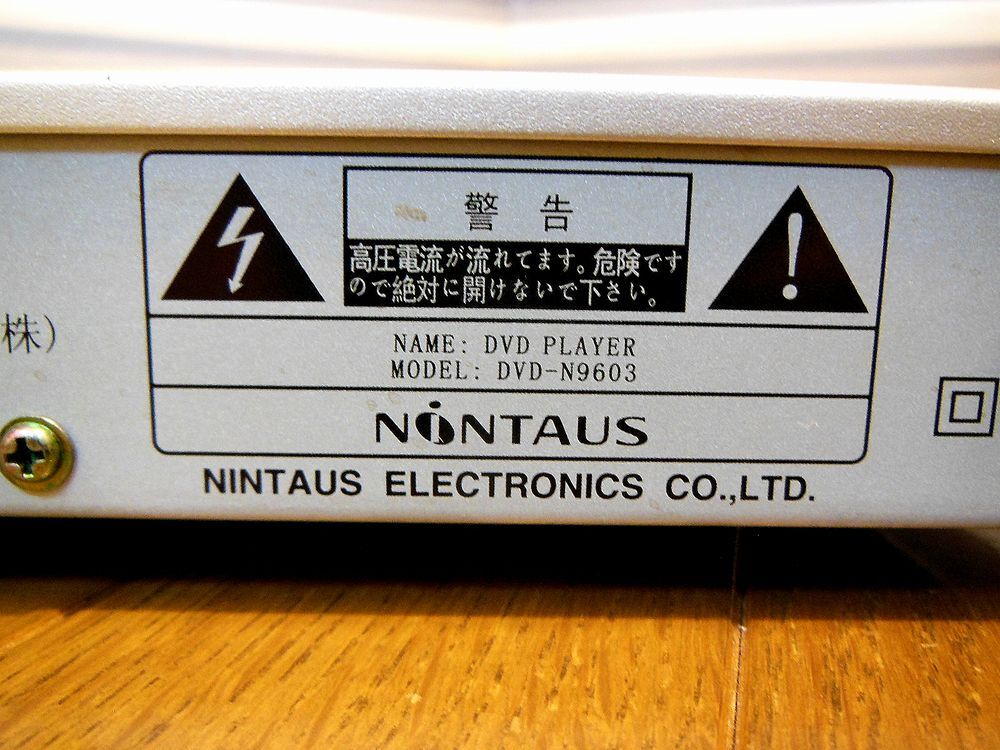 警告
高圧電流が流れてます。危険です
ので絶対に開けないで下さい。
株）
NAME: DVD PLAYER
MODEL: DVD-N9603
NINTAUS
NINTAUS ELECTRONICS CO.,LTD.